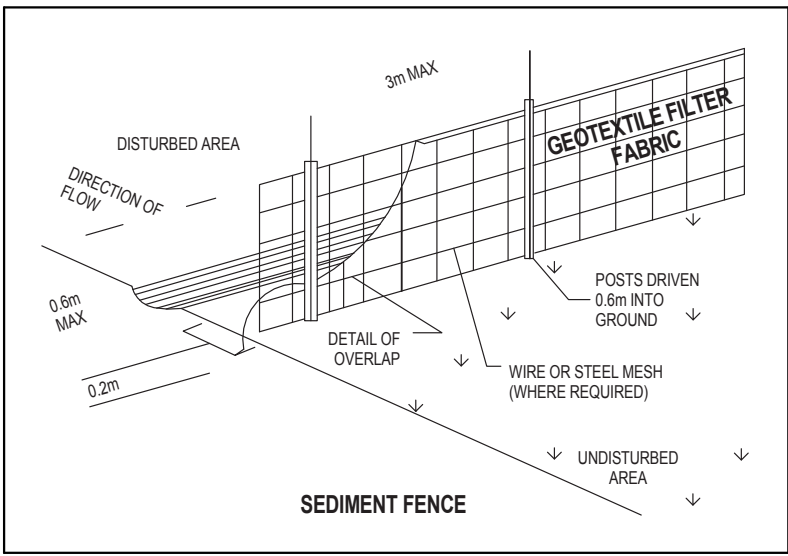 3m MAX
GEOTEXTILE FILTER
FABRIC
DISTURBED AREA
DIRECTION OF
FLOW
0.6m
MAX
0.2m
DETAIL OF
OVERLAP
POSTS DRIVEN
0.6m INTO
GROUND
WIRE OR STEEL MESH
(WHERE REQUIRED)
UNDISTURBED
AREA
SEDIMENT FENCE